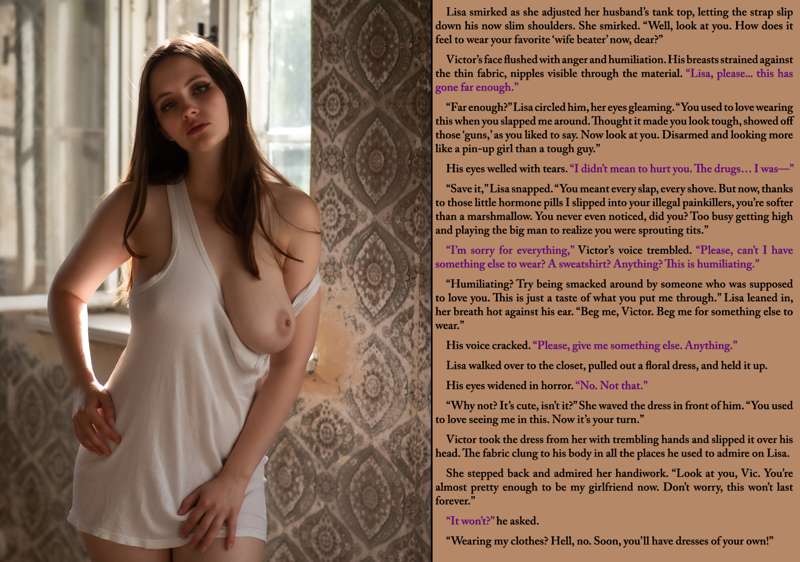 Lisa smirked as she adjusted her husband's tank top, letting the strap slip
down his now slim shoulders. She smirked. “Well, look at you. How does it
feel to wear your favorite ‘wife beater’ now, dear?”
Victor's face flushed with anger and humiliation. His breasts strained against
the thin fabric, nipples visible through the material. “Lisa, please... this has
gone far enough.”
“Far enough?” Lisa circled him, her eyes gleaming. “You used to love wearing
this when you slapped me around. Thought it made you look tough, showed off
those ‘guns,’ as you liked to say. Now look at you. Disarmed and looking more
like a pin-up girl than a tough guy.”
His eyes welled with tears. “I didn't mean to hurt you. The drugs… I was—”
“Save it,” Lisa snapped. “You meant every slap, every shove. But now, thanks
to those little hormone pills I slipped into your illegal painkillers, you're softer
than a marshmallow. You never even noticed, did you? Too busy getting high
and playing the big man to realize you were sprouting tits.”
“I'm sorry for everything,” Victor's voice trembled. “Please, can't I have
something else to wear? A sweatshirt? Anything? This is humiliating.”
“Humiliating? Try being smacked around by someone who was supposed
to love you. This is just a taste of what you put me through.” Lisa leaned in,
her breath hot against his ear. “Beg me, Victor. Beg me for something else to
wear.”
His voice cracked. “Please, give me something else. Anything.”
Lisa walked over to the closet, pulled out a floral dress, and held it up.
His eyes widened in horror. “No. Not that.”
“Why not? It's cute, isn't it?” She waved the dress in front of him. “You used
to love seeing me in this. Now it's your turn.”
Victor took the dress from her with trembling hands and slipped it over his
head. The fabric clung to his body in all the places he used to admire on Lisa.
She stepped back and admired her handiwork. “Look at you, Vic. You're
almost pretty enough to be my girlfriend now. Don't worry, this won't last
forever.”
“It won't?” he asked.
“Wearing my clothes? Hell, no. Soon, you'll have dresses of your own!”